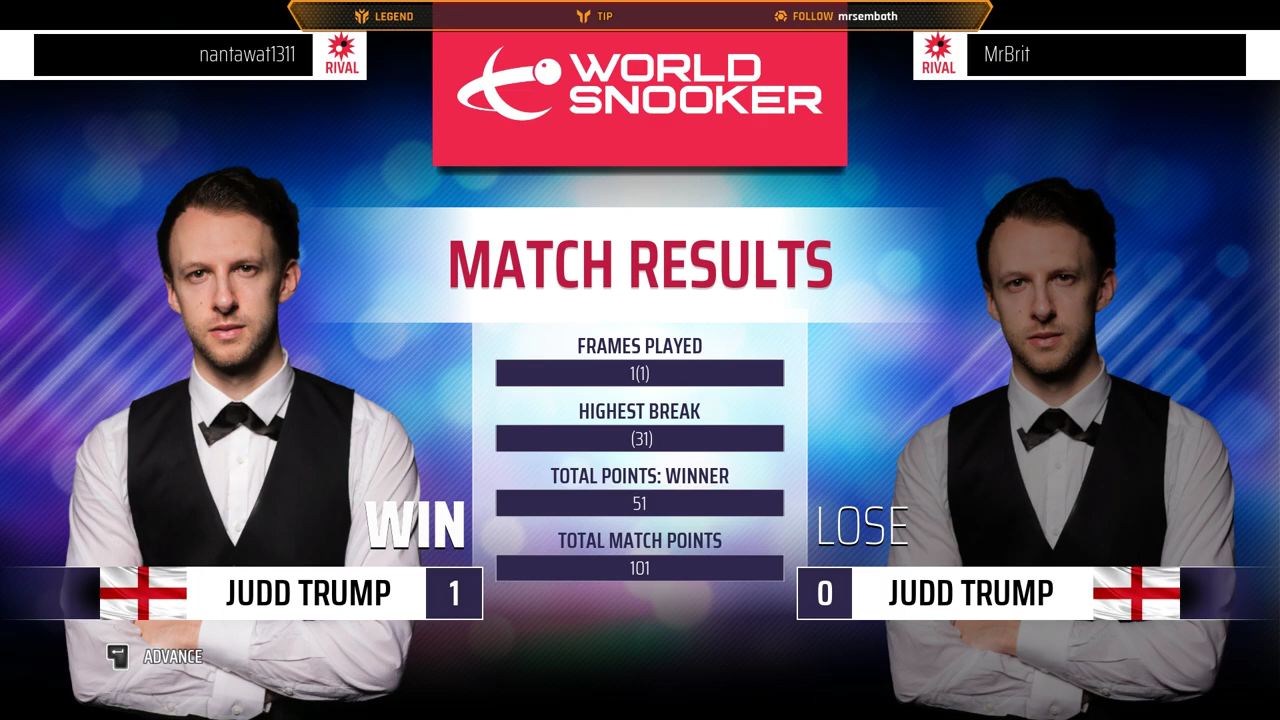 LEGEND
TIP
FOLLOW mrsembath
nantawat1311
RIVAL
RIVAL
MrBrit
WORLD
SNOOKER
MATCH RESULTS
FRAMES PLAYED
1(1)
HIGHEST BREAK
(31)
TOTAL POINTS: WINNER
51
TOTAL MATCH POINTS
101
WIN
LOSE
JUDD TRUMP 1
0 JUDD TRUMP
ADVANCE